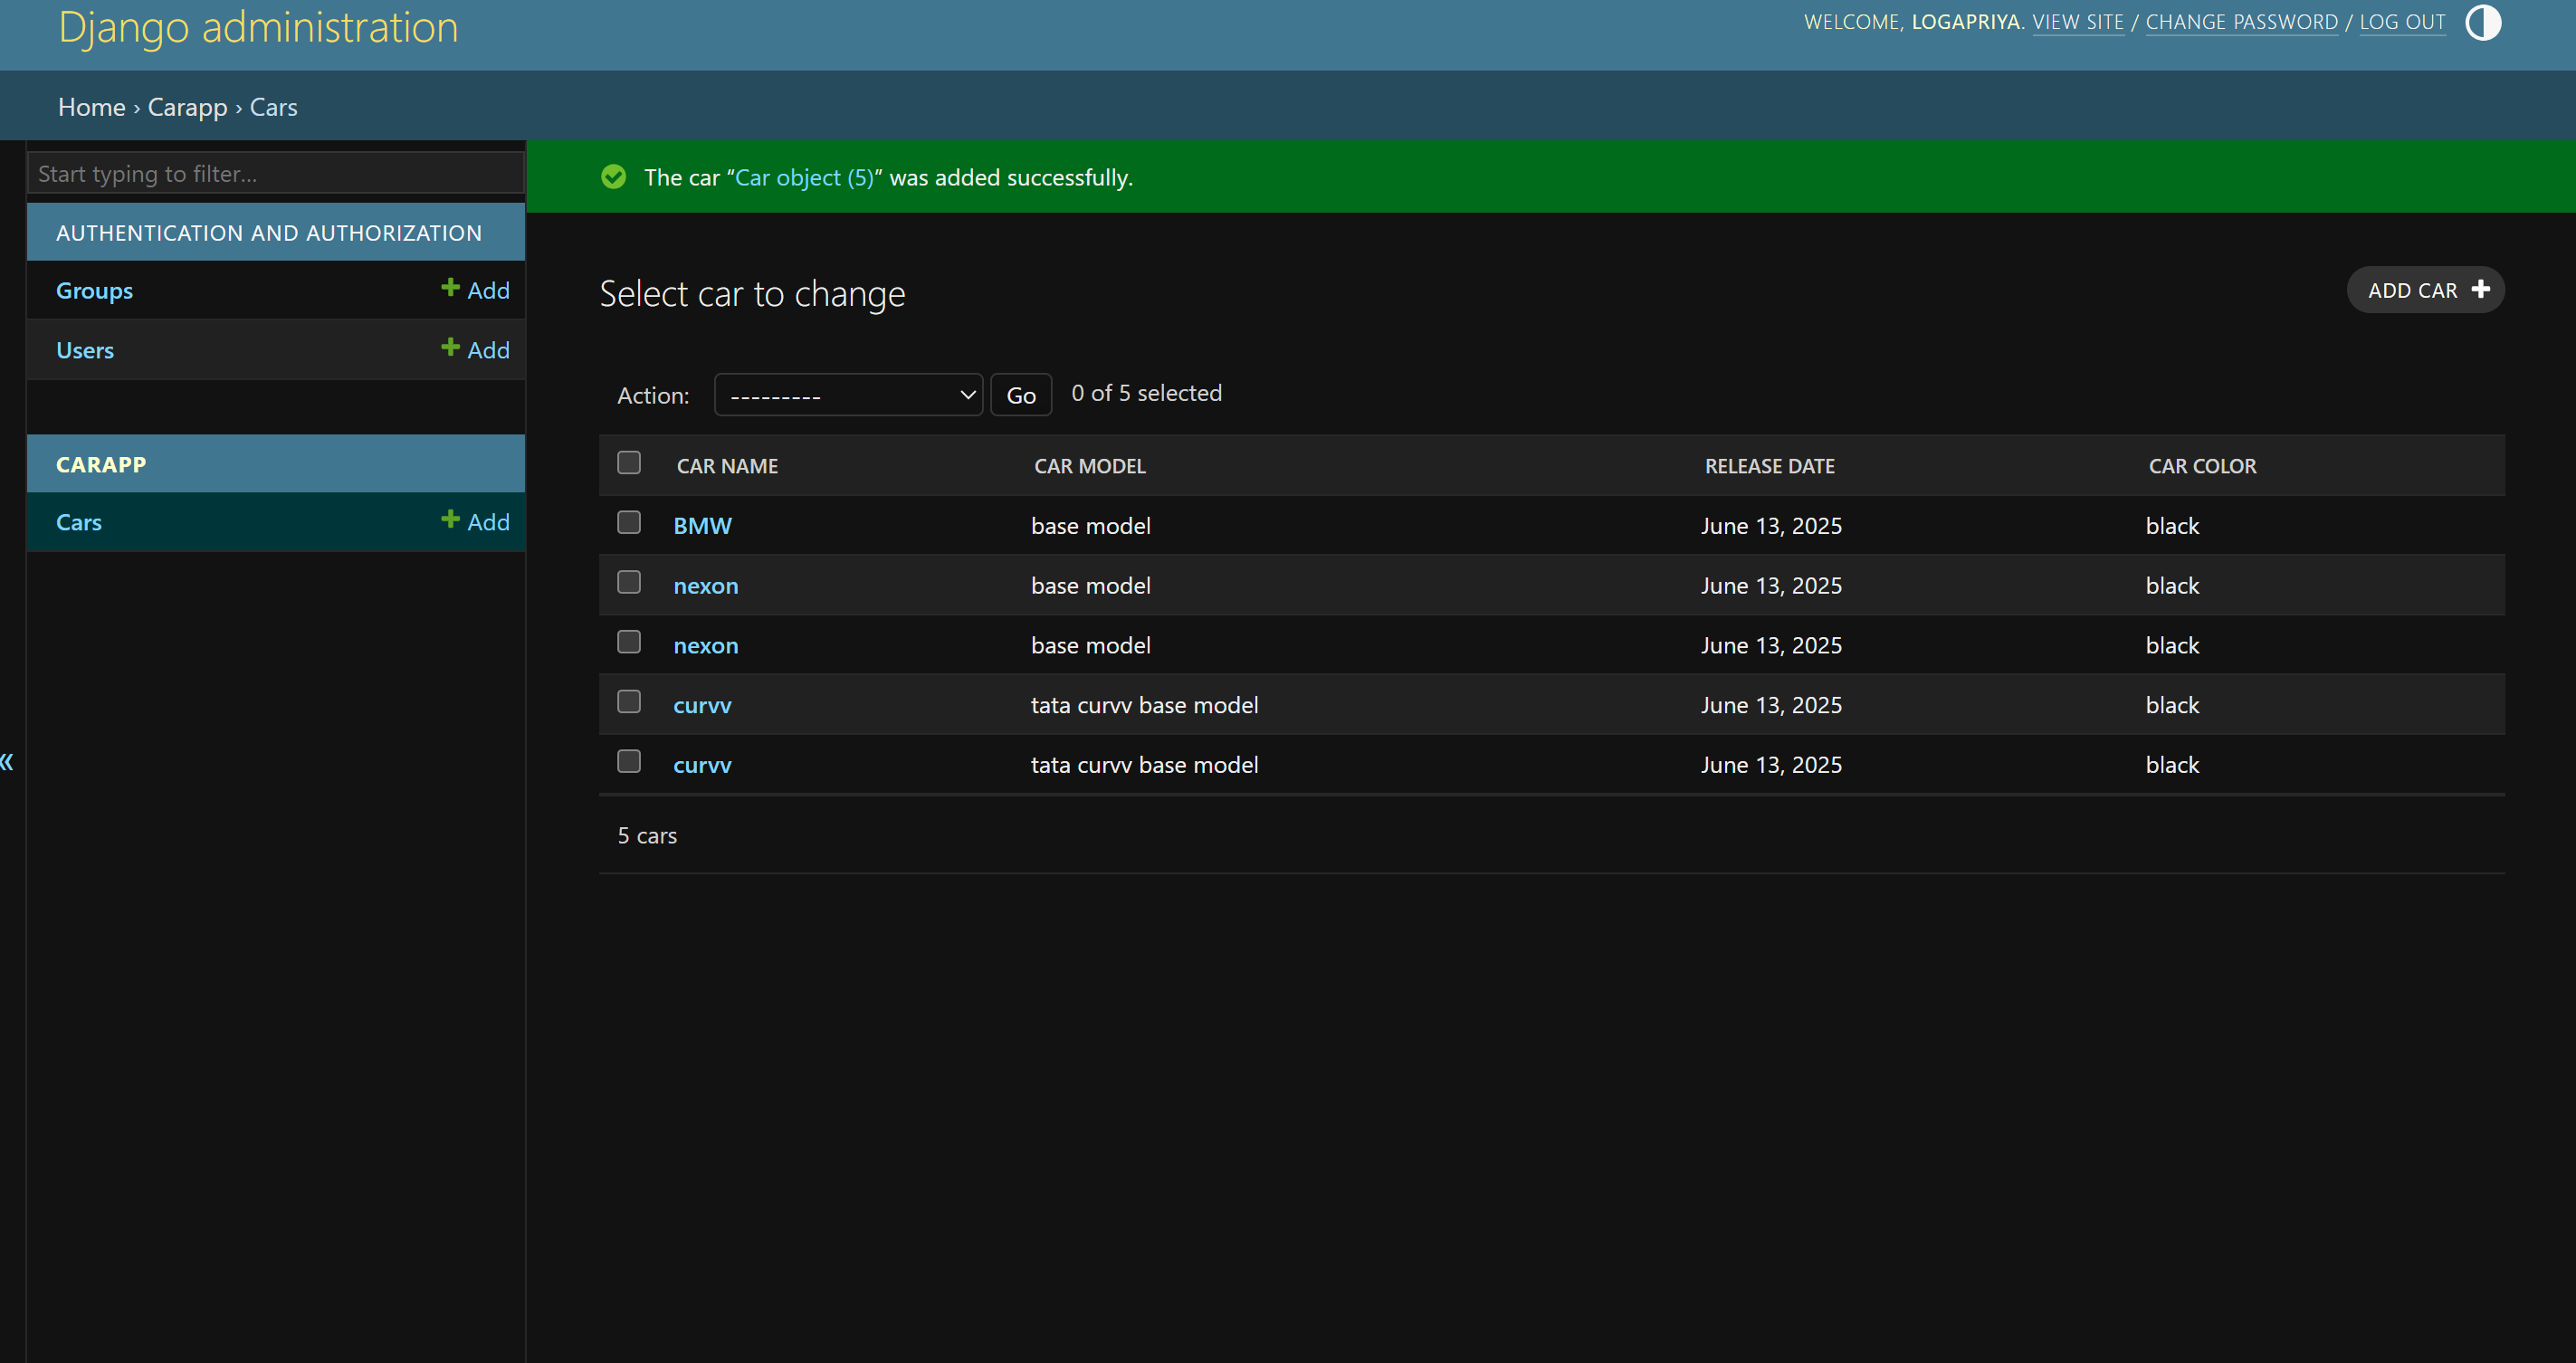 Django administration
WELCOME, LOGAPRIYA. VIEW SITE / CHANGE PASSWORD / LOG OUT
Home › Carapp › Cars
Start typing to filter...
AUTHENTICATION AND AUTHORIZATION
Groups + Add
Users + Add
CARAPP
Cars + Add
«
The car “Car object (5)” was added successfully.
Select car to change
ADD CAR +
Action: --------- Go 0 of 5 selected
CAR NAME CAR MODEL RELEASE DATE CAR COLOR
BMW base model June 13, 2025 black
nexon base model June 13, 2025 black
nexon base model June 13, 2025 black
curvv tata curvv base model June 13, 2025 black
curvv tata curvv base model June 13, 2025 black
5 cars